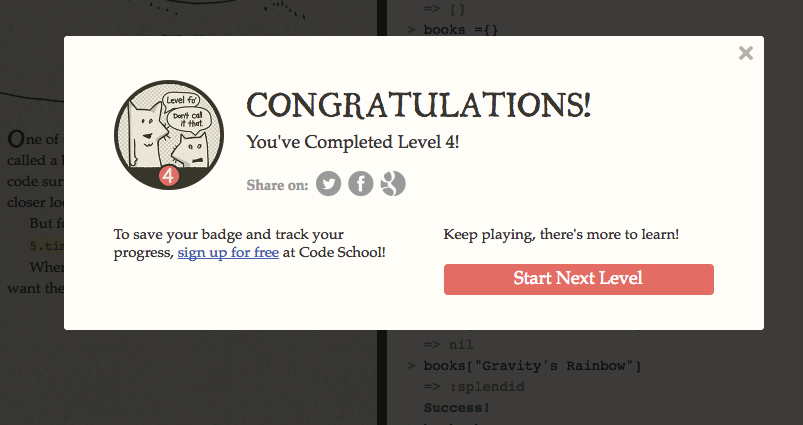 => []
> books ={}
CONGRATULATIONS!
You've Completed Level 4!
Level fo'
Don't call it that.
4
Share on:
To save your badge and track your
progress, sign up for free at Code School!
Keep playing, there's more to learn!
Start Next Level
One of
called a
code sur
closer lo
But fo
5.tim
When
want the
=> nil
> books["Gravity's Rainbow"]
=> :splendid
Success!